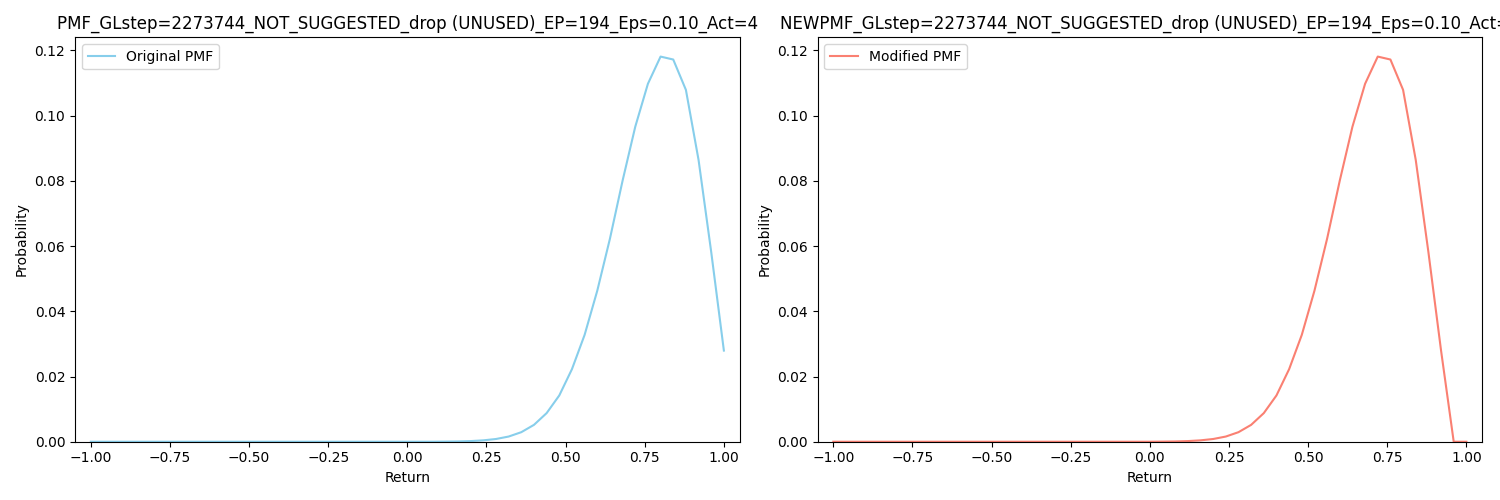 PMF_GLstep=2273744_NOT_SUGGESTED_drop (UNUSED)_EP=194_Eps=0.10_Act=4
Original PMF
Probability
0.12
0.10
0.08
0.06
0.04
0.02
0.00
−1.00 −0.75 −0.50 −0.25 0.00 0.25 0.50 0.75 1.00
Return
NEWPMF_GLstep=2273744_NOT_SUGGESTED_drop (UNUSED)_EP=194_Eps=0.10_Act=
Modified PMF
Probability
0.12
0.10
0.08
0.06
0.04
0.02
0.00
−1.00 −0.75 −0.50 −0.25 0.00 0.25 0.50 0.75 1.00
Return